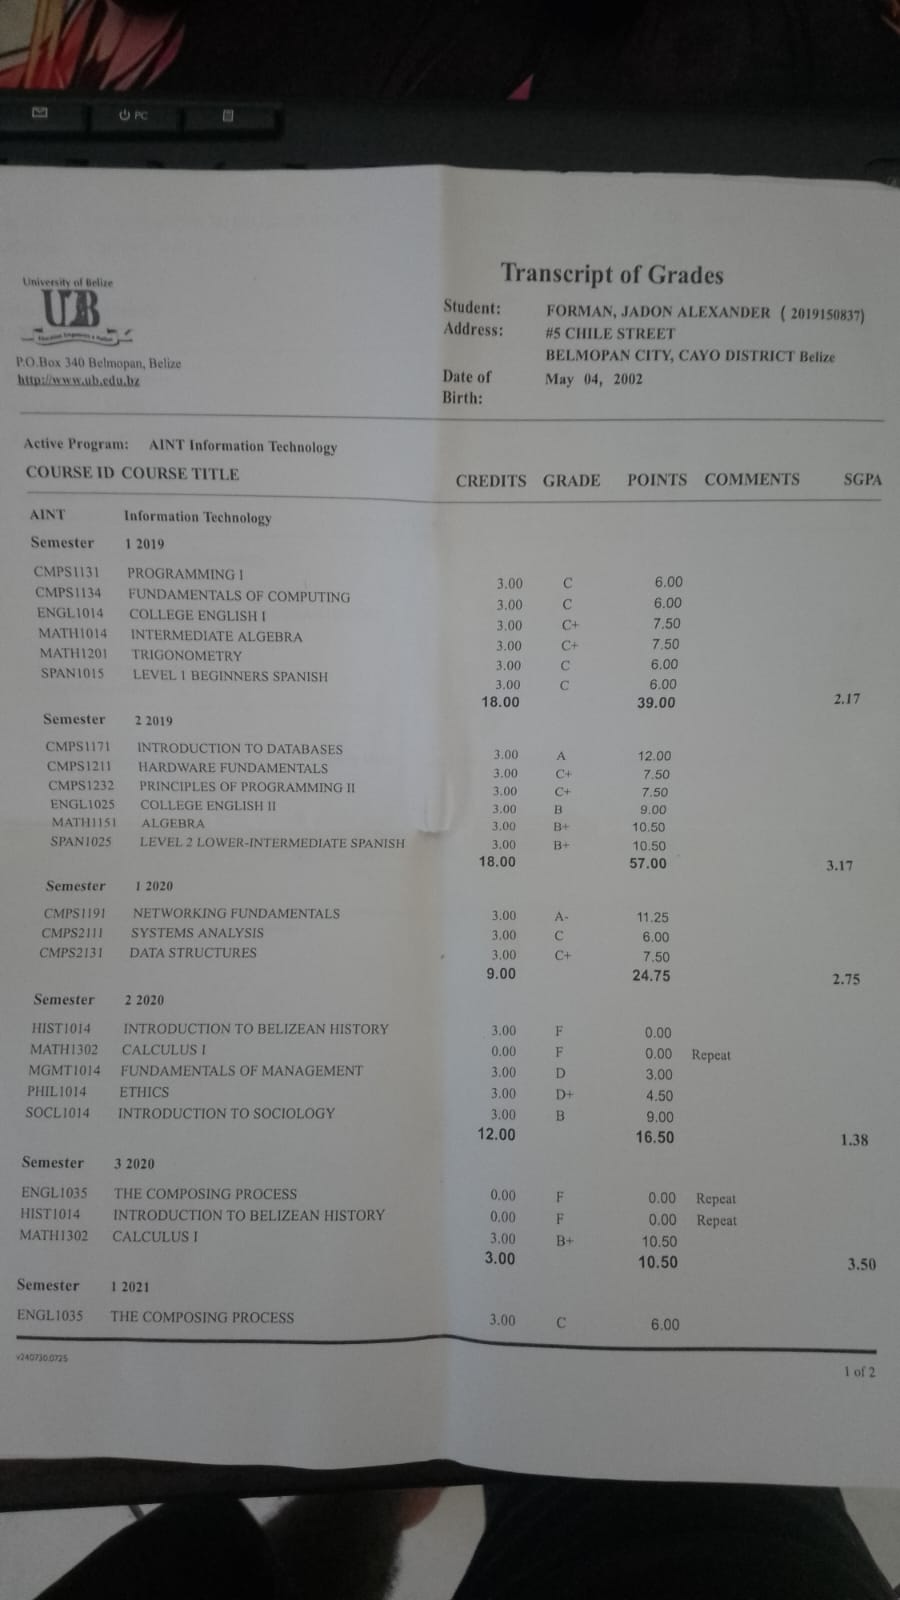 PC
University of Belize
UB
P.O.Box 340 Belmopan, Belize
http://www.ub.edu.bz
Transcript of Grades
Student: FORMAN, JADON ALEXANDER ( 2019150837)
Address: #5 CHILE STREET
BELMOPAN CITY, CAYO DISTRICT Belize
Date of Birth: May 04, 2002
Active Program: AINT Information Technology
COURSE ID COURSE TITLE CREDITS GRADE POINTS COMMENTS SGPA
AINT Information Technology
Semester 1 2019
CMPS1131 PROGRAMMING I 3.00 C 6.00
CMPS1134 FUNDAMENTALS OF COMPUTING 3.00 C 6.00
ENGL1014 COLLEGE ENGLISH I 3.00 C+ 7.50
MATH1014 INTERMEDIATE ALGEBRA 3.00 C+ 7.50
MATH1201 TRIGONOMETRY 3.00 C 6.00
SPAN1015 LEVEL 1 BEGINNERS SPANISH 3.00 C 6.00
18.00 39.00 2.17
Semester 2 2019
CMPS1171 INTRODUCTION TO DATABASES 3.00 A 12.00
CMPS1211 HARDWARE FUNDAMENTALS 3.00 C+ 7.50
CMPS1232 PRINCIPLES OF PROGRAMMING II 3.00 C+ 7.50
ENGL1025 COLLEGE ENGLISH II 3.00 B 9.00
MATH1151 ALGEBRA 3.00 B+ 10.50
SPAN1025 LEVEL 2 LOWER-INTERMEDIATE SPANISH 3.00 B+ 10.50
18.00 57.00 3.17
Semester 1 2020
CMPS1191 NETWORKING FUNDAMENTALS 3.00 A- 11.25
CMPS2111 SYSTEMS ANALYSIS 3.00 C 6.00
CMPS2131 DATA STRUCTURES 3.00 C+ 7.50
9.00 24.75 2.75
Semester 2 2020
HIST1014 INTRODUCTION TO BELIZEAN HISTORY 3.00 F 0.00
MATH1302 CALCULUS I 0.00 F 0.00 Repeat
MGMT1014 FUNDAMENTALS OF MANAGEMENT 3.00 D 3.00
PHIL1014 ETHICS 3.00 D+ 4.50
SOCL1014 INTRODUCTION TO SOCIOLOGY 3.00 B 9.00
12.00 16.50 1.38
Semester 3 2020
ENGL1035 THE COMPOSING PROCESS 0.00 F 0.00 Repeat
HIST1014 INTRODUCTION TO BELIZEAN HISTORY 0.00 F 0.00 Repeat
MATH1302 CALCULUS I 3.00 B+ 10.50
3.00 10.50 3.50
Semester 1 2021
ENGL1035 THE COMPOSING PROCESS 3.00 C 6.00
v240730.0725
1 of 2